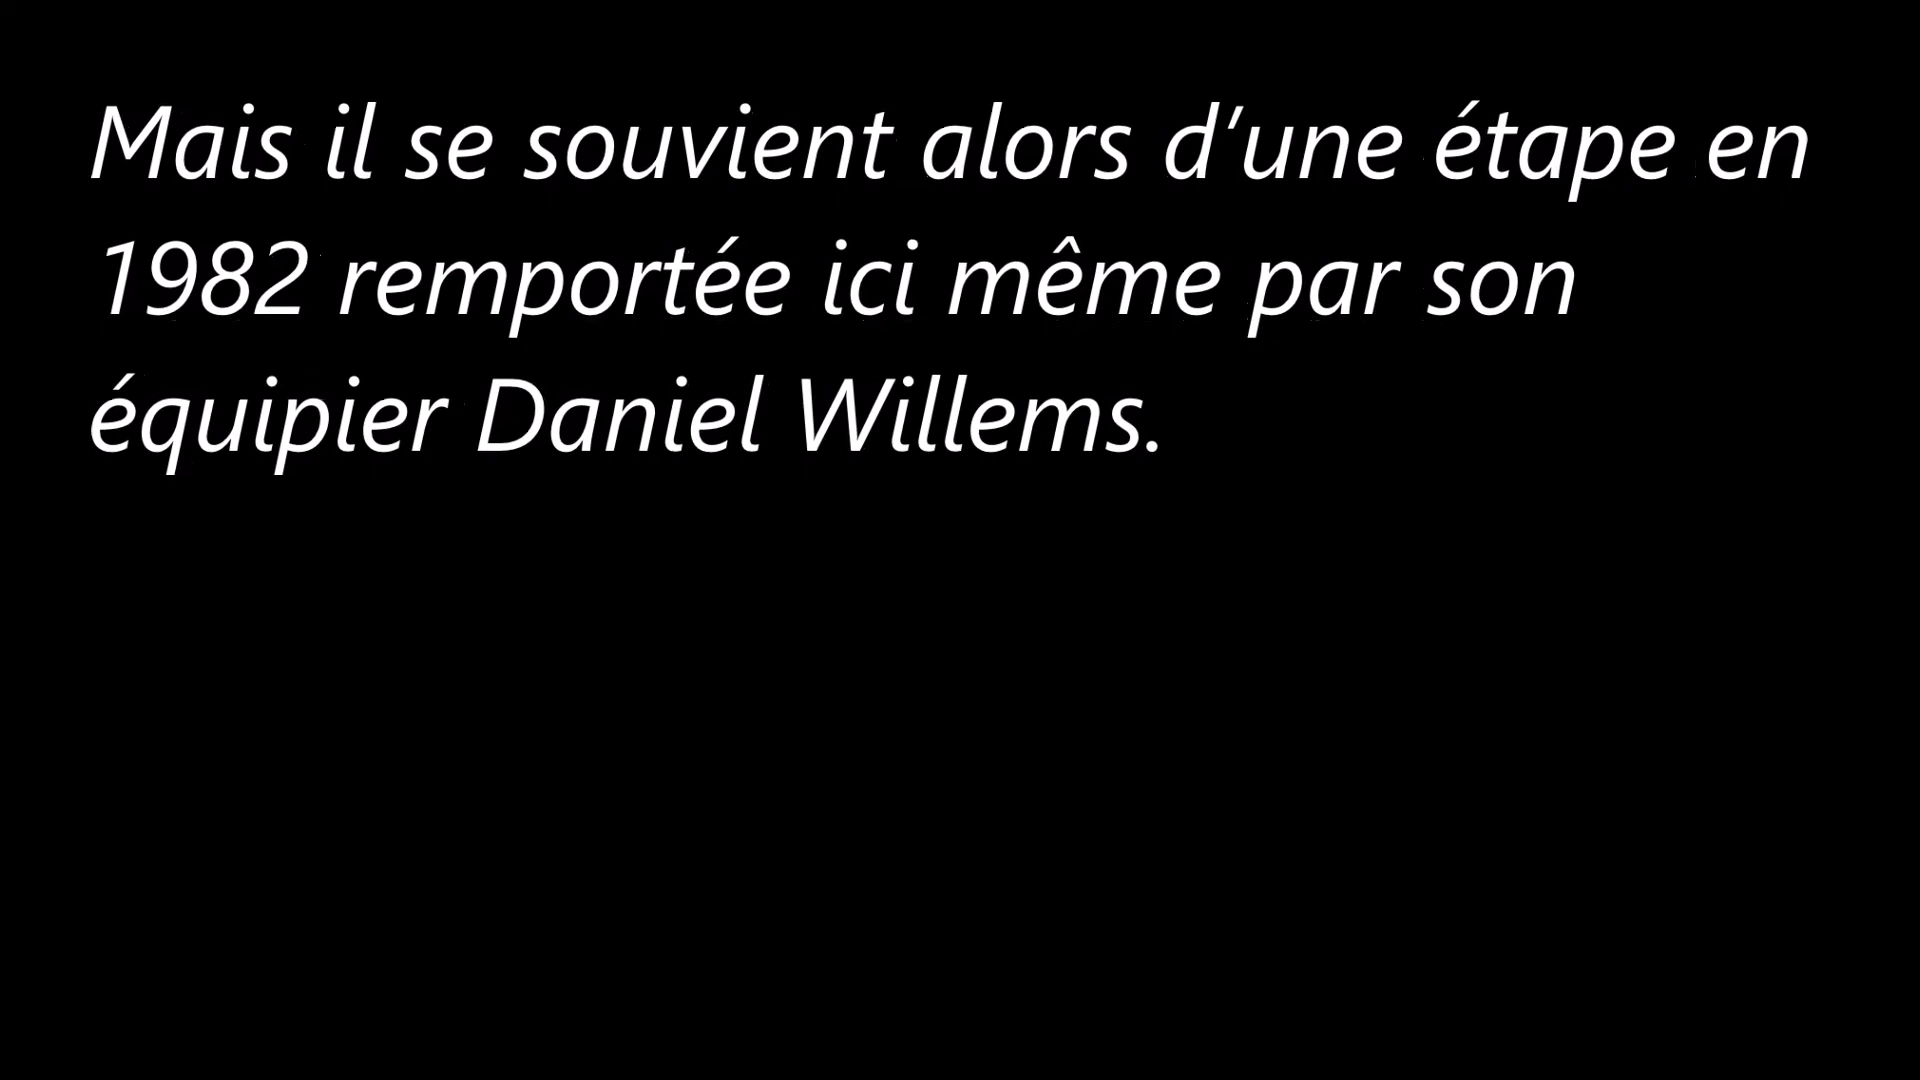 Mais il se souvient alors d’une étape en
1982 remportée ici même par son
équipier Daniel Willems.